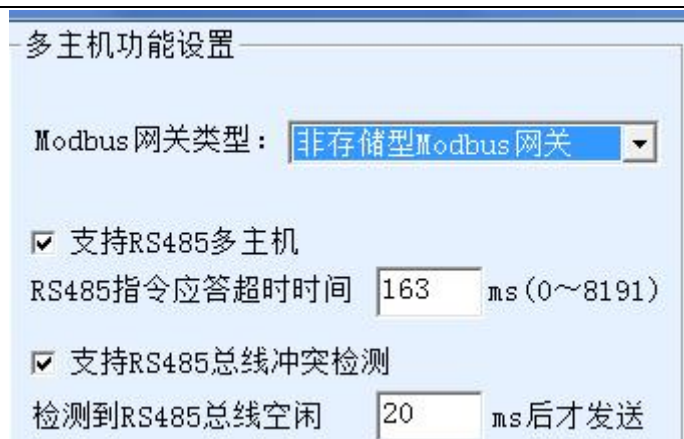 多主机功能设置
Modbus网关类型: 非存储型Modbus网关
支持RS485多主机
RS485指令应答超时时间 163 ms(0~8191)
支持RS485总线冲突检测
检测到RS485总线空闲 20 ms后才发送